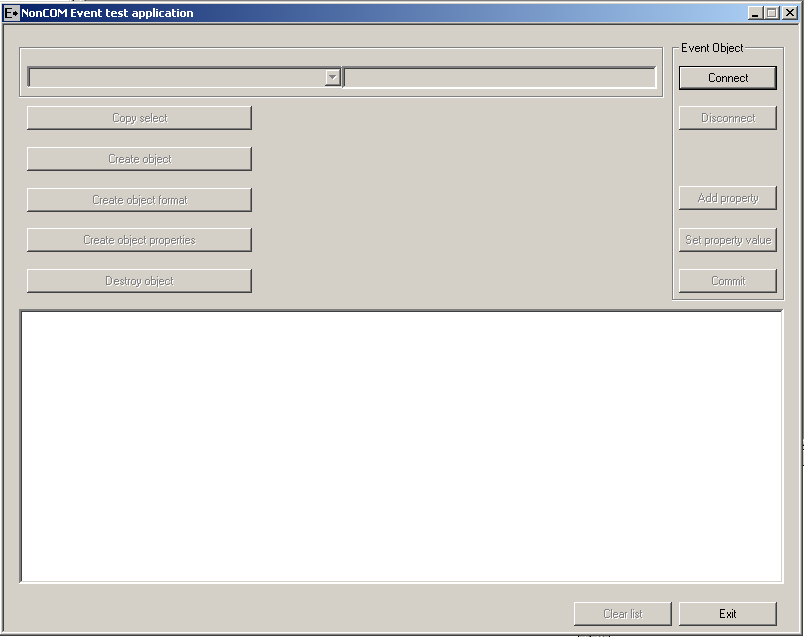 NonCOM Event test application
Event Object
Connect
Copy select
Disconnect
Create object
Create object format
Add property
Create object properties
Set property value
Destroy object
Commit
Clear list
Exit